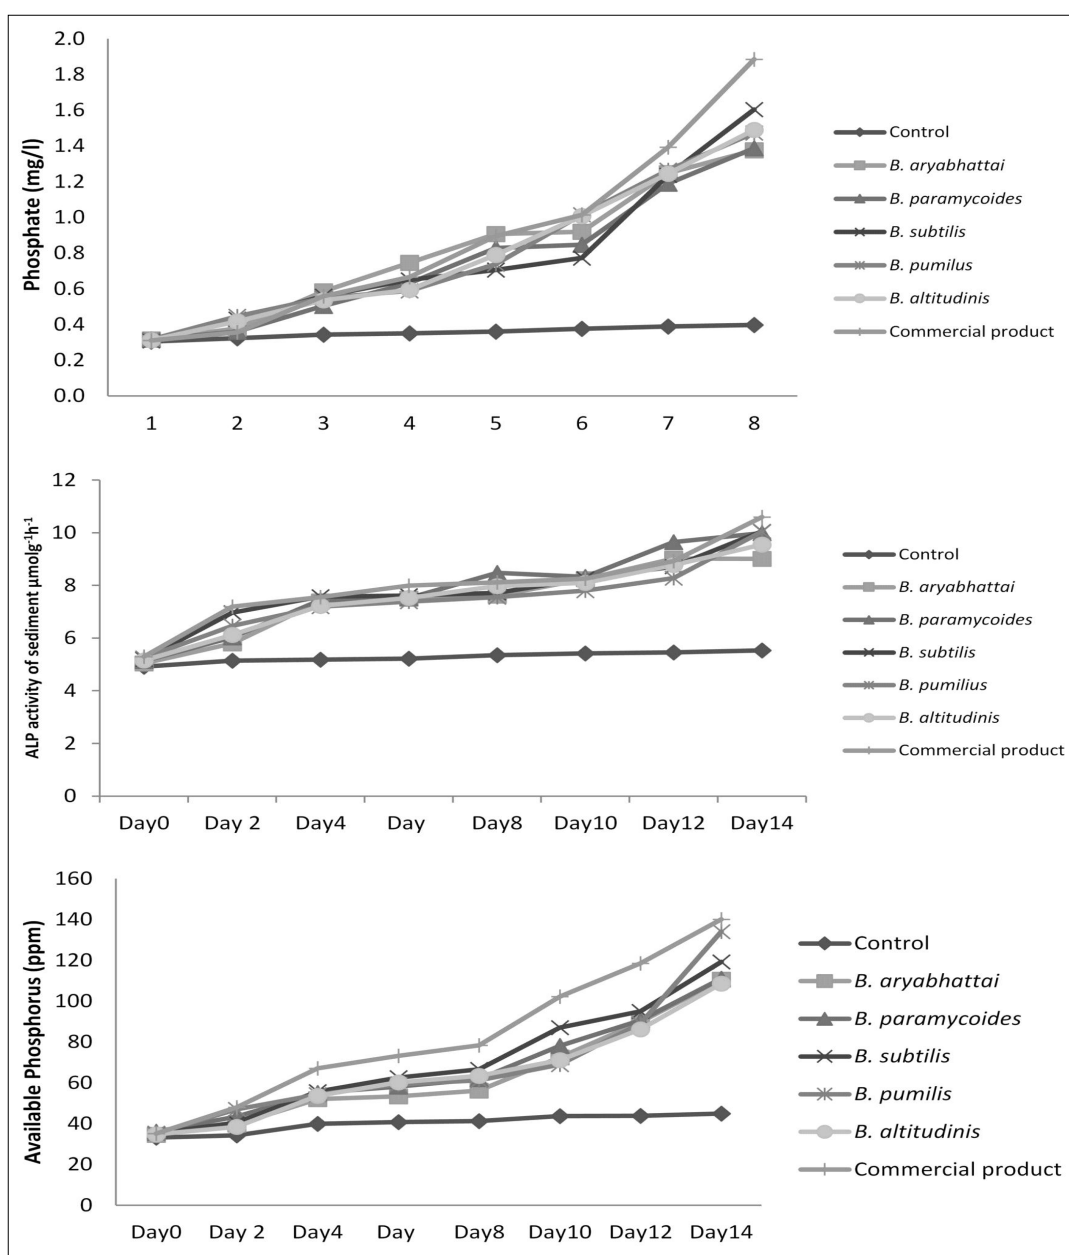 Phosphate (mg/l)
2.0
1.8
1.6
1.4
1.2
1.0
0.8
0.6
0.4
0.2
0.0
1 2 3 4 5 6 7 8
Control
B. aryabhattai
B. paramycoides
B. subtilis
B. pumilus
B. altitudinis
Commercial product
ALP activity of sediment µmolg⁻¹h⁻¹
12
10
8
6
4
2
0
Day0 Day 2 Day4 Day Day8 Day10 Day12 Day14
Control
B. aryabhattai
B. paramycoides
B. subtilis
B. pumilius
B. altitudinis
Commercial product
Available Phosphorus (ppm)
160
140
120
100
80
60
40
20
0
Day0 Day 2 Day4 Day Day8 Day10 Day12 Day14
Control
B. aryabhattai
B. paramycoides
B. subtilis
B. pumilis
B. altitudinis
Commercial product